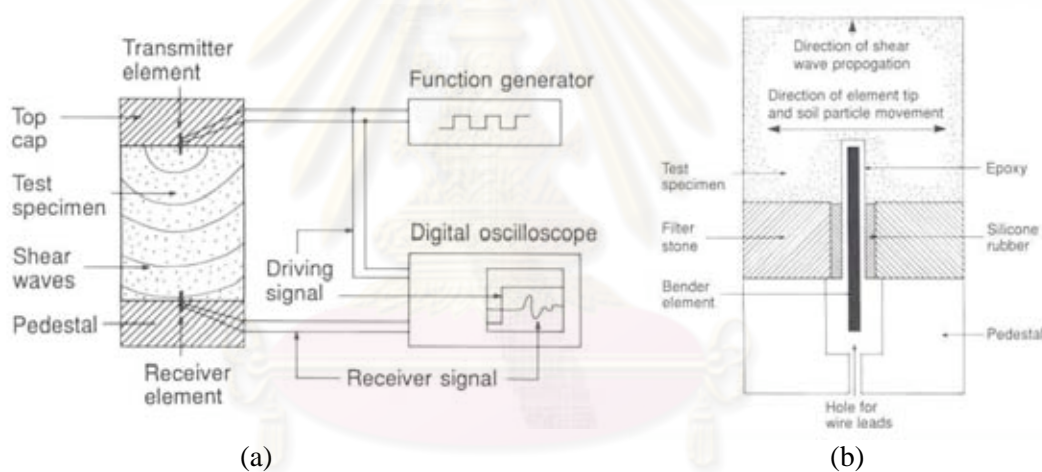 Transmitter
element
Top
cap
Test
specimen
Shear
waves
Pedestal
Receiver
element
Function generator
Digital oscilloscope
Driving
signal
Receiver signal
(a)
Direction of shear
wave propogation
Direction of element tip
and soil particle movement
Test
specimen
Epoxy
Filter
stone
Silicone
rubber
Bender
element
Pedestal
Hole for
wire leads
(b)